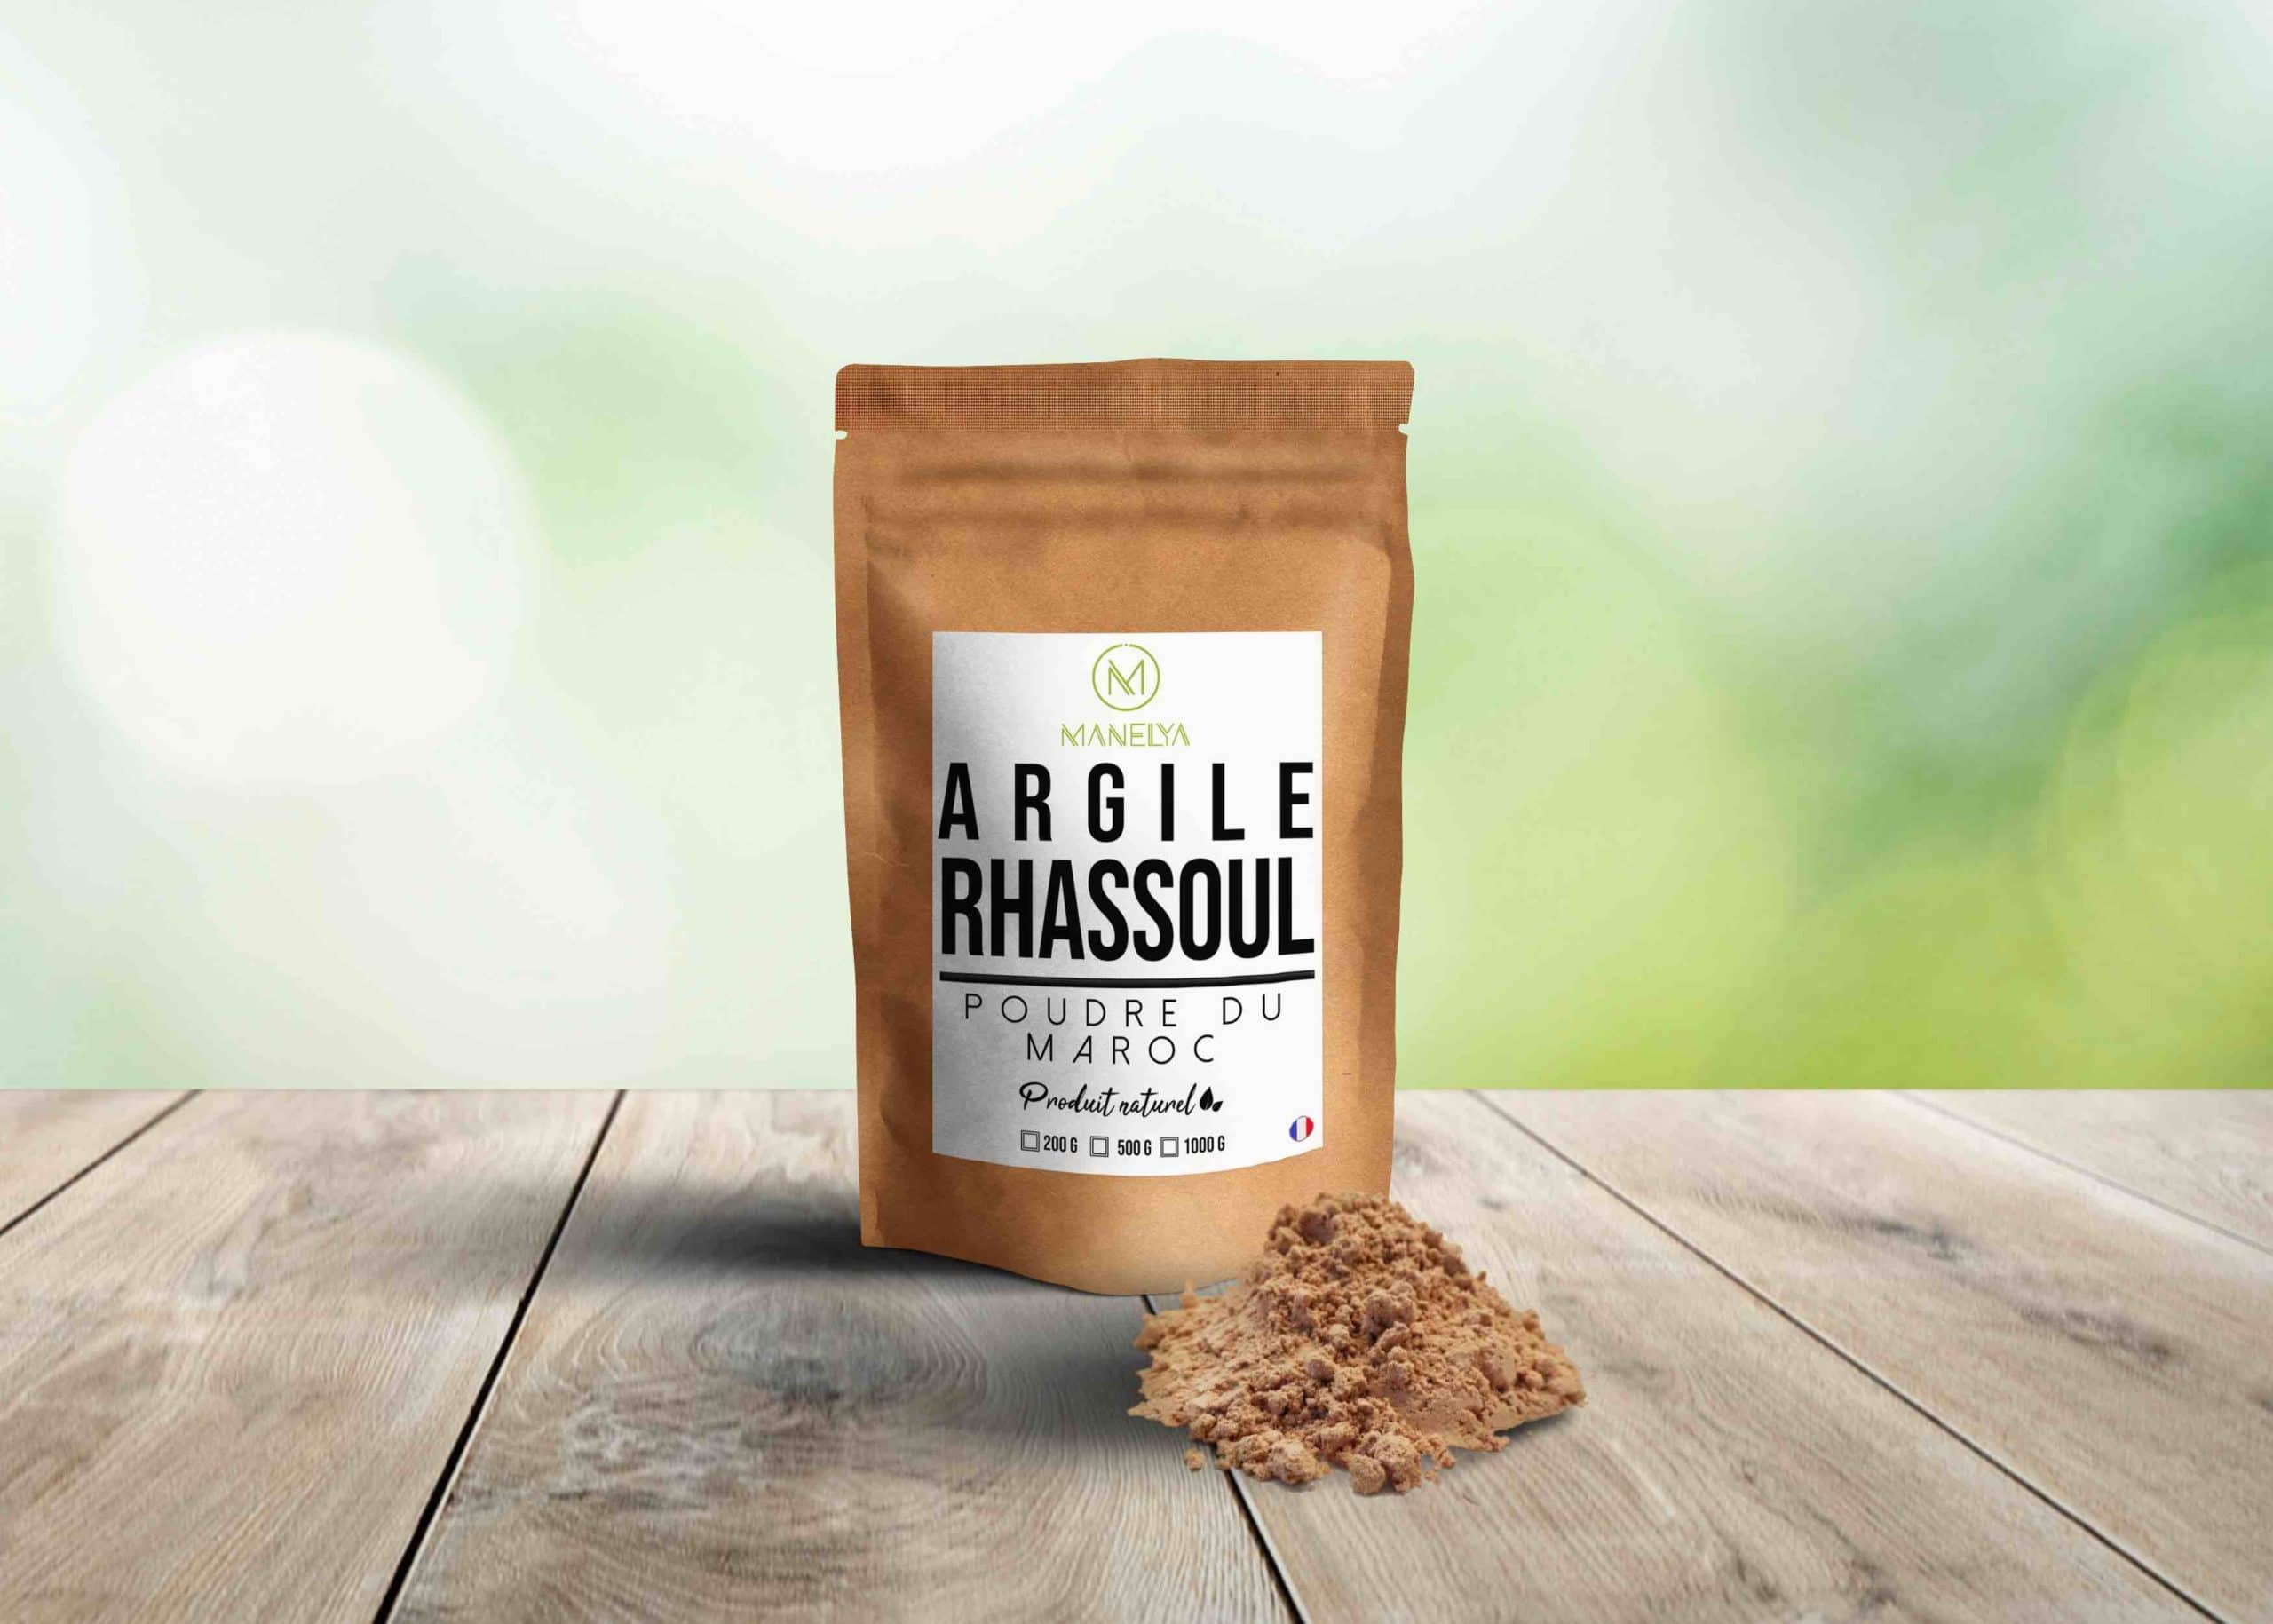 M
MANELYA
ARGILE
RHASSOUL
POUDRE DU
MAROC
Produit naturel
200 G 500 G 1000 G